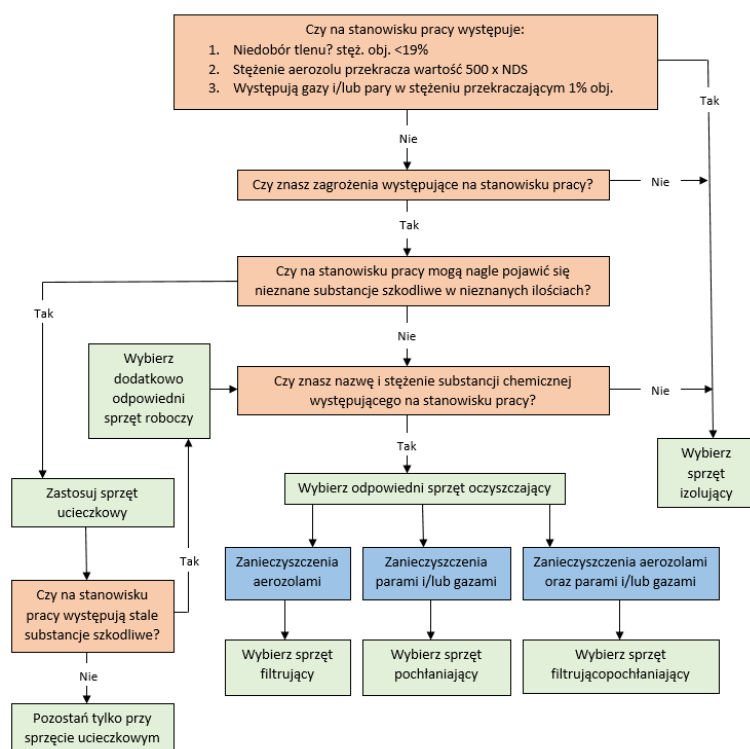 Czy na stanowisku pracy występuje:
1. Niedobór tlenu? stęż. obj. <19%
2. Stężenie aerozolu przekracza wartość 500 x NDS
3. Występują gazy i/lub pary w stężeniu przekraczającym 1% obj.
Tak
Nie
Czy znasz zagrożenia występujące na stanowisku pracy?
Nie
Tak
Czy na stanowisku pracy mogą nagle pojawić się
nieznane substancje szkodliwe w nieznanych ilościach?
Tak
Nie
Wybierz
dodatkowo
odpowiedni
sprzęt roboczy
Czy znasz nazwę i stężenie substancji chemicznej
występującego na stanowisku pracy?
Nie
Tak
Wybierz
sprzęt
izolujący
Zastosuj sprzęt
ucieczkowy
Wybierz odpowiedni sprzęt oczyszczający
Tak
Zanieczyszczenia
aerozolami
Zanieczyszczenia
parami i/lub gazami
Zanieczyszczenia aerozolami
oraz parami i/lub gazami
Czy na stanowisku
pracy występują stale
substancje szkodliwe?
Wybierz sprzęt
filtrujący
Wybierz sprzęt
pochłaniający
Wybierz sprzęt
filtrującopochłaniający
Nie
Pozostań tylko przy
sprzęcie ucieczkowym